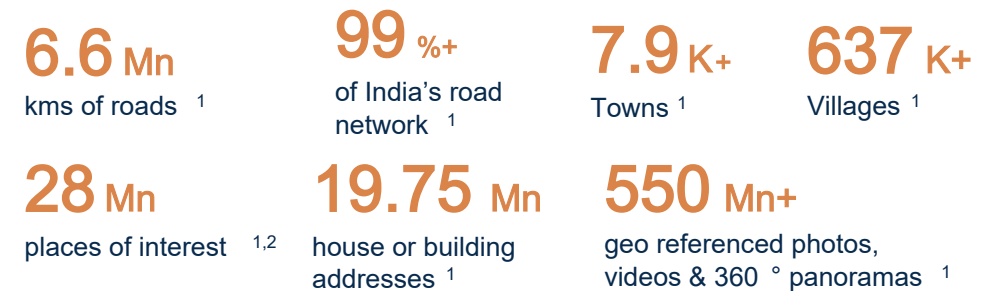 6.6 Mn
kms of roads 1
99 %+
of India’s road
network 1
7.9 K+
Towns 1
637 K+
Villages 1
28 Mn
places of interest 1,2
19.75 Mn
house or building
addresses 1
550 Mn+
geo referenced photos,
videos & 360 ° panoramas 1